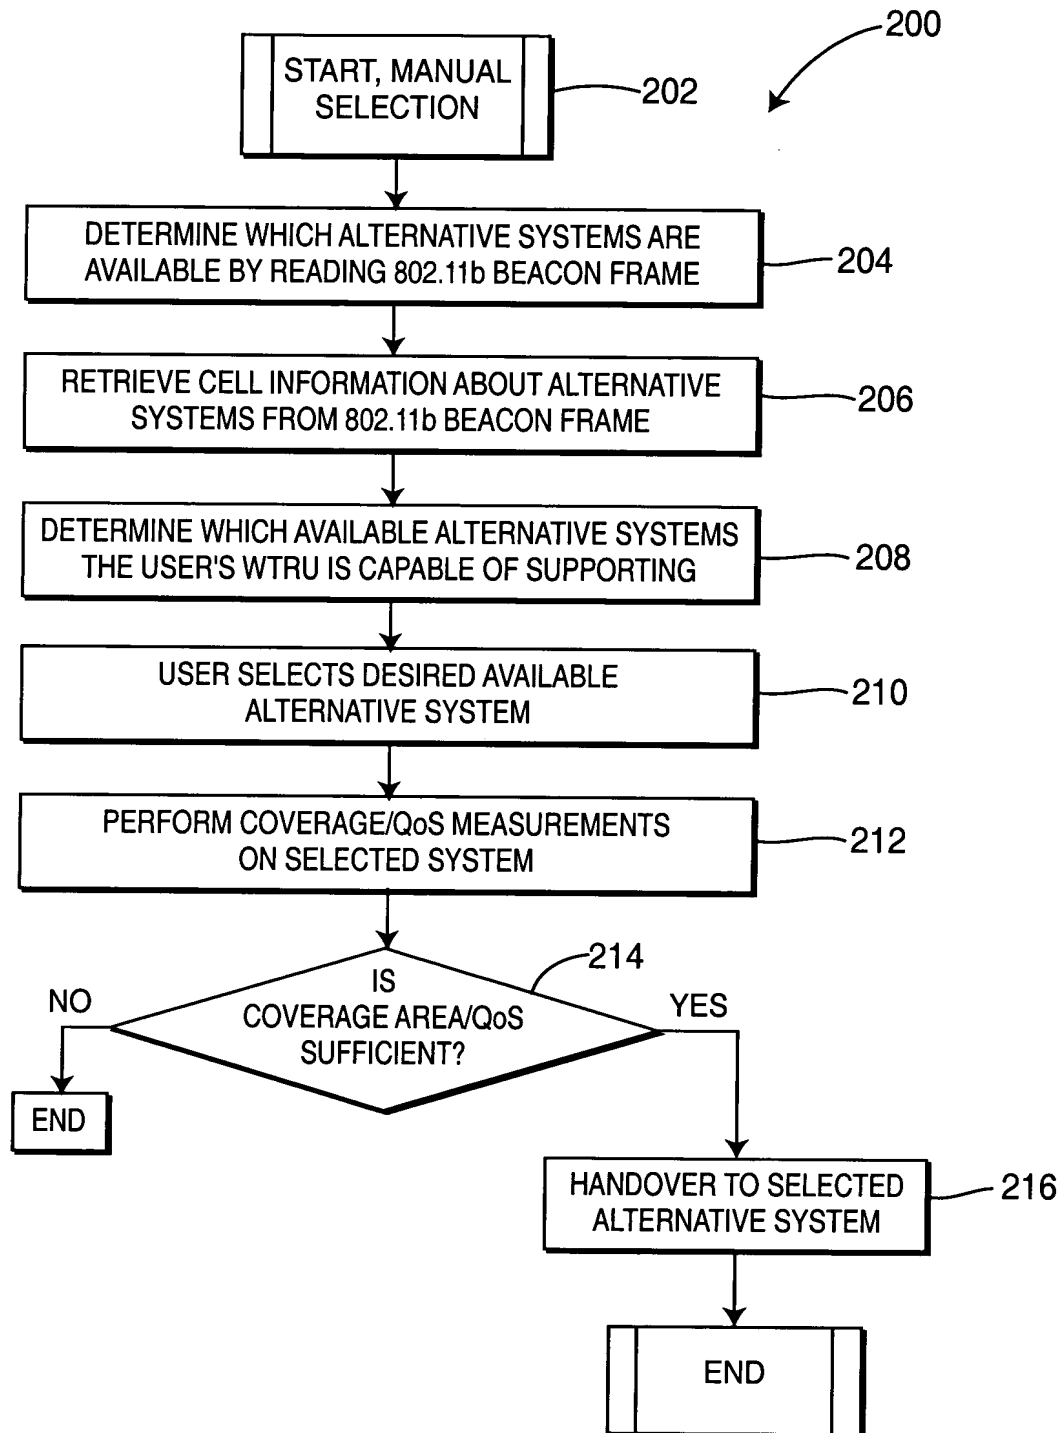 200
START, MANUAL
SELECTION
202
DETERMINE WHICH ALTERNATIVE SYSTEMS ARE
AVAILABLE BY READING 802.11b BEACON FRAME
204
RETRIEVE CELL INFORMATION ABOUT ALTERNATIVE
SYSTEMS FROM 802.11b BEACON FRAME
206
DETERMINE WHICH AVAILABLE ALTERNATIVE SYSTEMS
THE USER'S WTRU IS CAPABLE OF SUPPORTING
208
USER SELECTS DESIRED AVAILABLE
ALTERNATIVE SYSTEM
210
PERFORM COVERAGE/QoS MEASUREMENTS
ON SELECTED SYSTEM
212
214
IS
COVERAGE AREA/QoS
SUFFICIENT?
NO
YES
END
HANDOVER TO SELECTED
ALTERNATIVE SYSTEM
216
END